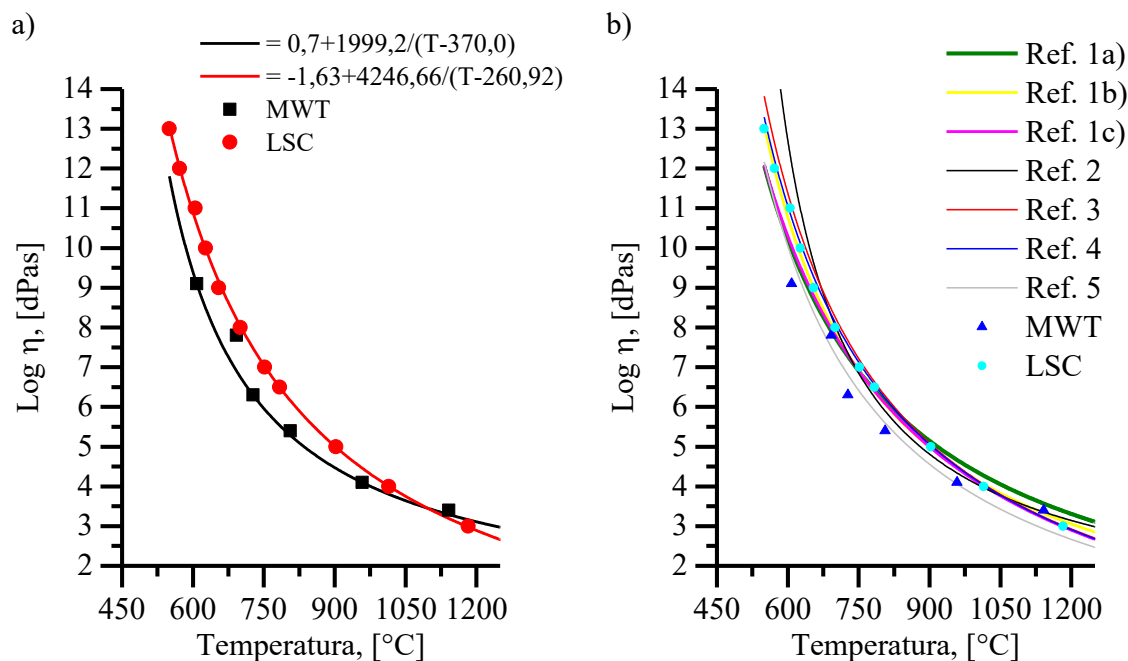 a)
= 0,7+1999,2/(T-370,0)
= -1,63+4246,66/(T-260,92)
MWT
LSC
14
13
12
11
10
9
8
7
6
5
4
3
2
Log η, [dPas]
450 600 750 900 1050 1200
Temperatura, [°C]
b)
Ref. 1a)
Ref. 1b)
Ref. 1c)
Ref. 2
Ref. 3
Ref. 4
Ref. 5
MWT
LSC
14
13
12
11
10
9
8
7
6
5
4
3
2
Log η, [dPas]
450 600 750 900 1050 1200
Temperatura, [°C]